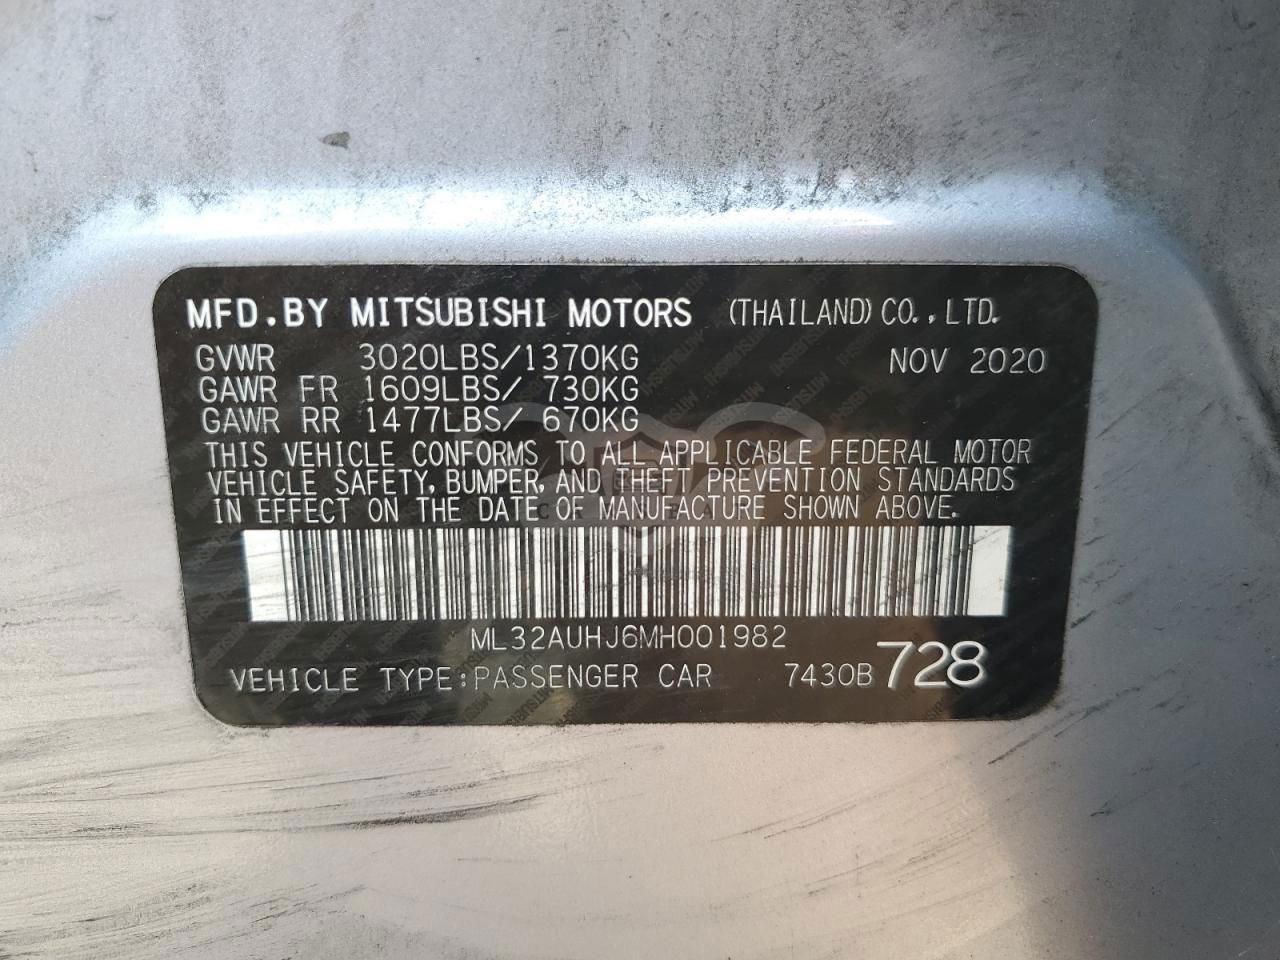 MFD.BY MITSUBISHI MOTORS (THAILAND)CO.,LTD.
GVWR 3020LBS/1370KG NOV 2020
GAWR FR 1609LBS/ 730KG
GAWR RR 1477LBS/ 670KG
THIS VEHICLE CONFORMS TO ALL APPLICABLE FEDERAL MOTOR
VEHICLE SAFETY, BUMPER, AND THEFT PREVENTION STANDARDS
IN EFFECT ON THE DATE OF MANUFACTURE SHOWN ABOVE.
ML32AUHJ6MH001982
VEHICLE TYPE:PASSENGER CAR 7430B 728